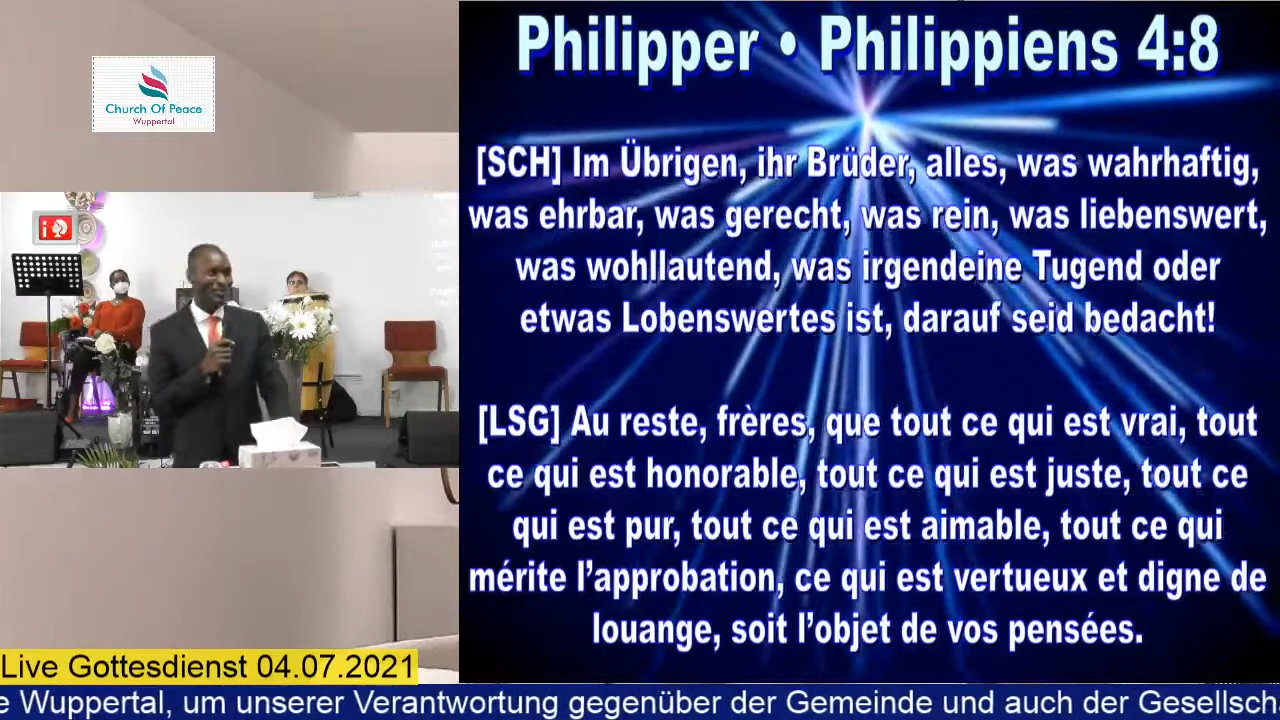 Church Of Peace
Wuppertal
Philipper • Philippiens 4:8
[SCH] Im Übrigen, ihr Brüder, alles, was wahrhaftig,
was ehrbar, was gerecht, was rein, was liebenswert,
was wohllautend, was irgendeine Tugend oder
etwas Lobenswertes ist, darauf seid bedacht!
[LSG] Au reste, frères, que tout ce qui est vrai, tout
ce qui est honorable, tout ce qui est juste, tout ce
qui est pur, tout ce qui est aimable, tout ce qui
mérite l’approbation, ce qui est vertueux et digne de
louange, soit l’objet de vos pensées.
Live Gottesdienst 04.07.2021
e Wuppertal, um unserer Verantwortung gegenüber der Gemeinde und auch der Gesellscha